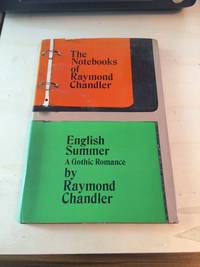 The
Notebooks
of
Raymond
Chandler
English
Summer
A Gothic Romance
by
Raymond
Chandler